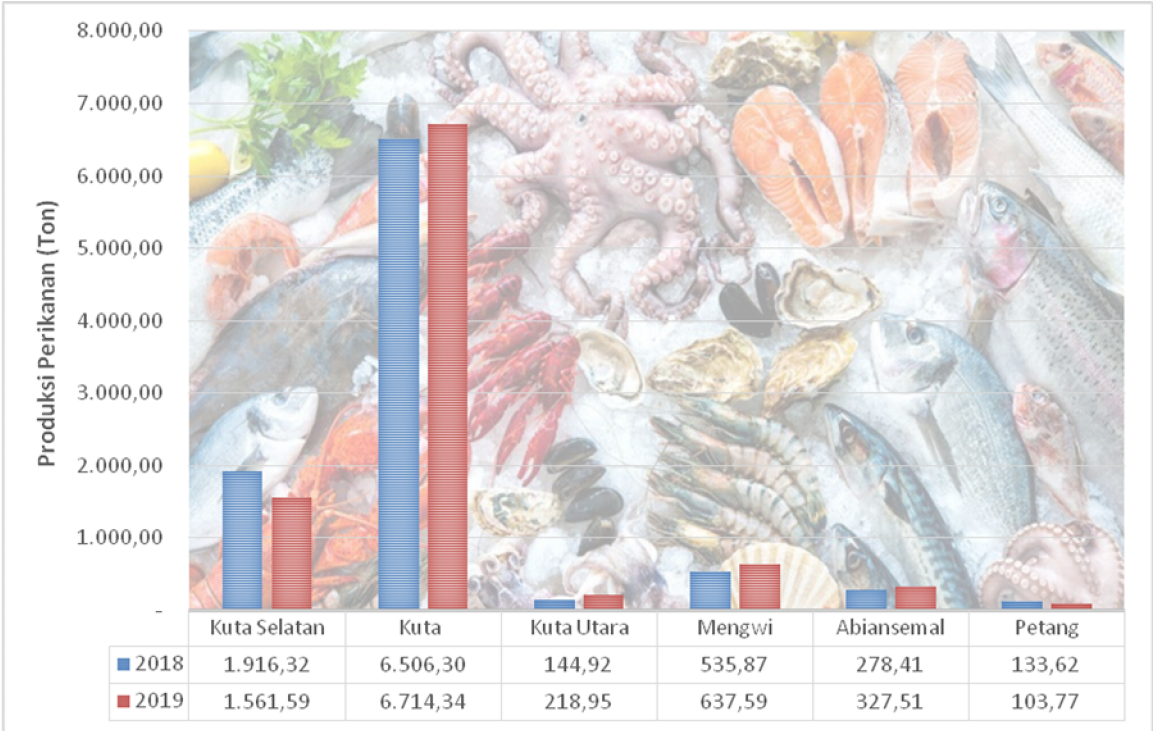 8.000,00
7.000,00
6.000,00
5.000,00
4.000,00
3.000,00
2.000,00
1.000,00
-
Produksi Perikanan (Ton)
Kuta Selatan Kuta Kuta Utara Mengwi Abiansemal Petang
2018 1.916,32 6.506,30 144,92 535,87 278,41 133,62
2019 1.561,59 6.714,34 218,95 637,59 327,51 103,77